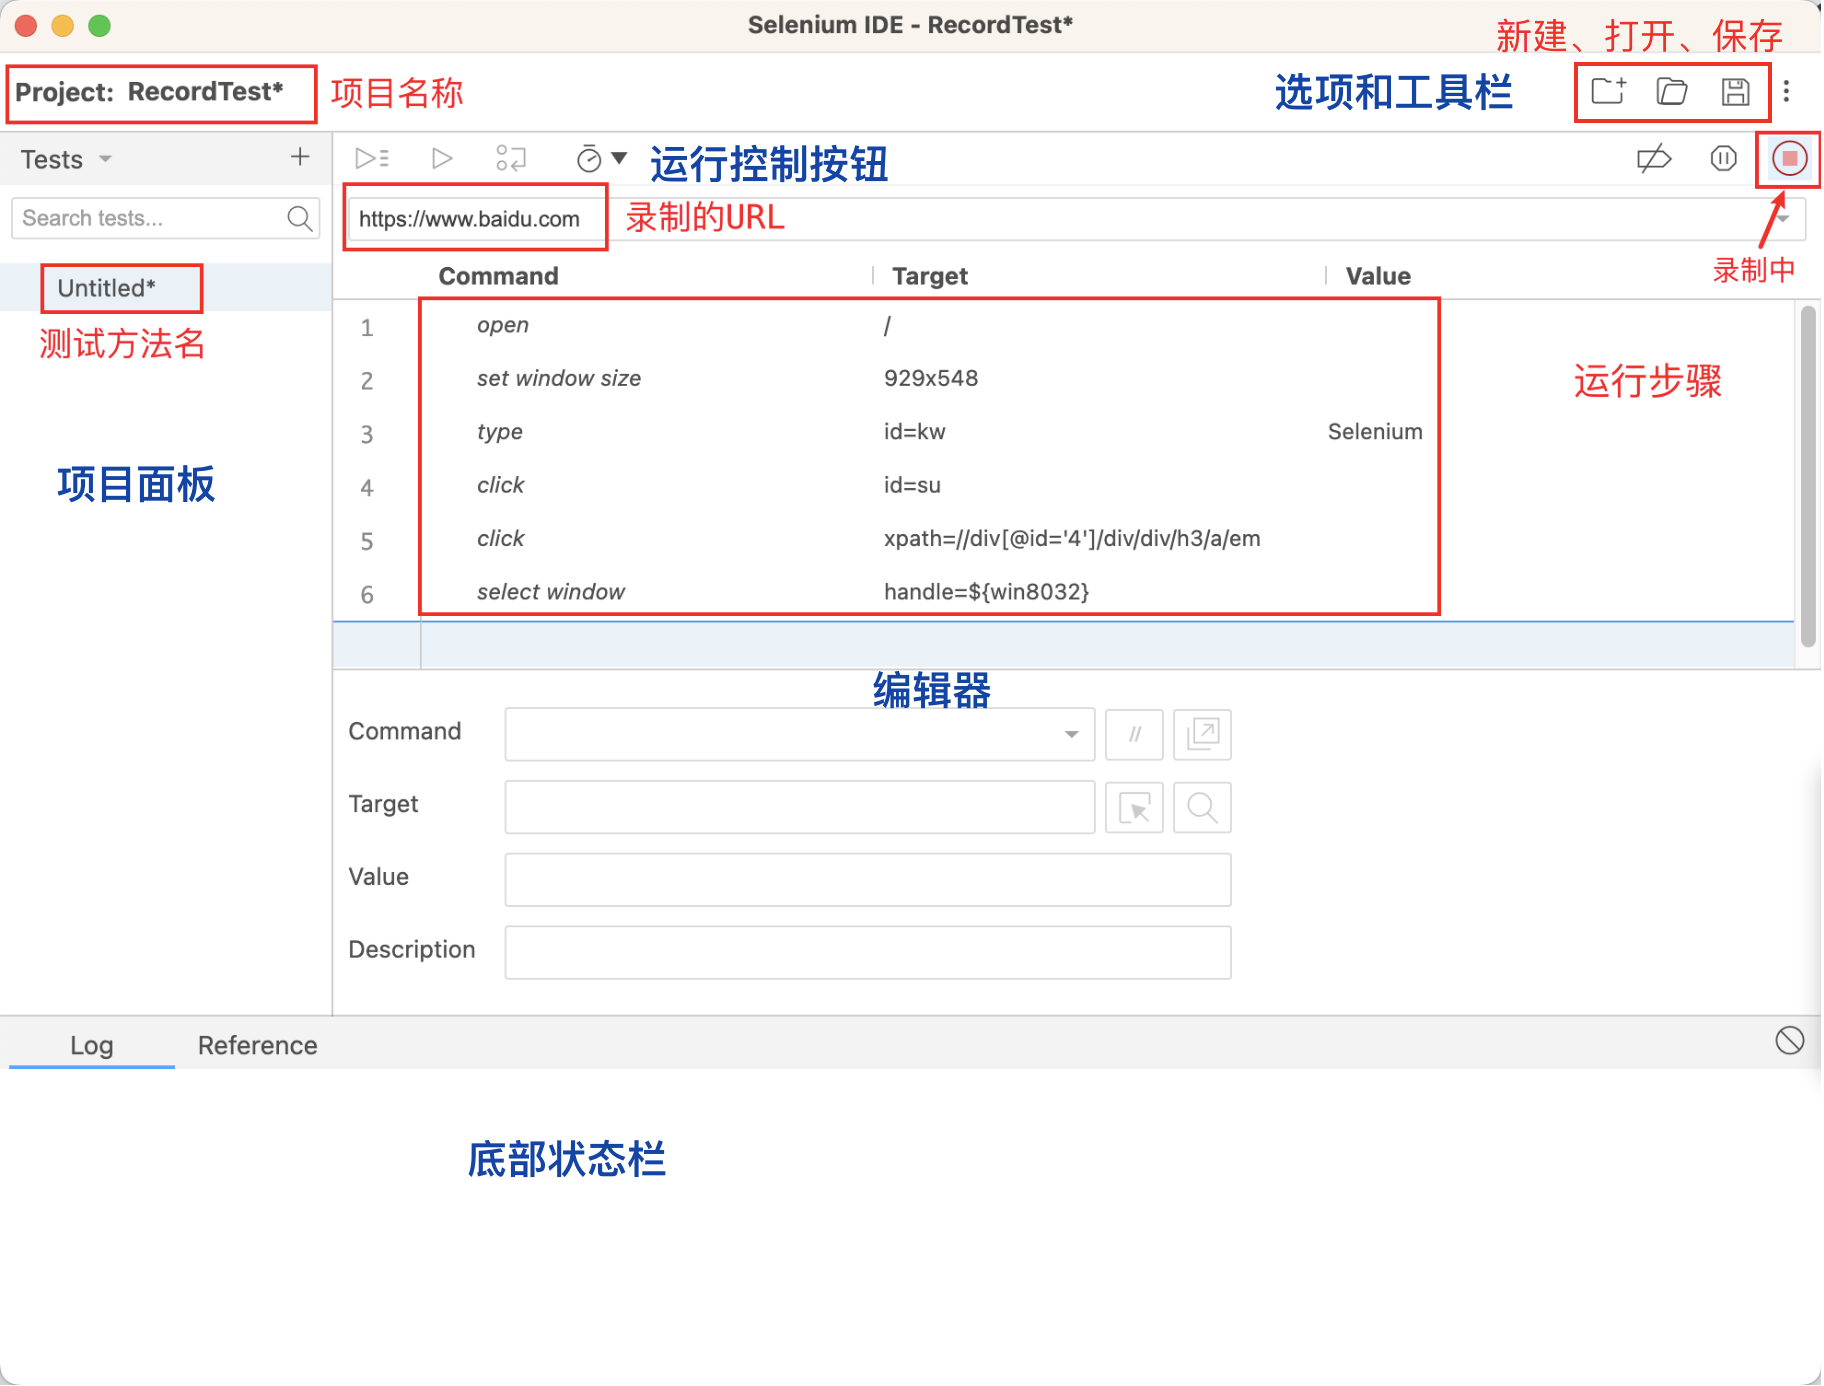 Selenium IDE - RecordTest*
新建、打开、保存
Project: RecordTest*
项目名称
选项和工具栏
Tests
运行控制按钮
Search tests...
https://www.baidu.com
录制的URL
录制中
Command Target Value
Untitled*
测试方法名
项目面板
1 open /
2 set window size 929x548
3 type id=kw Selenium
4 click id=su
5 click xpath=//div[@id='4']/div/div/h3/a/em
6 select window handle=${win8032}
运行步骤
编辑器
Command
//
Target
Value
Description
Log Reference
底部状态栏